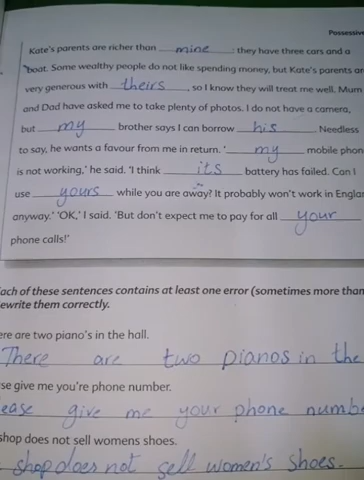 Possessive
Kate's parents are richer than mine ; they have three cars and a
boat. Some wealthy people do not like spending money, but Kate's parents are
very generous with theirs , so I know they will treat me well. Mum
and Dad have asked me to take plenty of photos. I do not have a camera,
but my brother says I can borrow his . Needless
to say, he wants a favour from me in return. ' my mobile phon
is not working,' he said. 'I think its battery has failed. Can I
use yours while you are away? It probably won't work in Englan
anyway.' 'OK,' I said. 'But don't expect me to pay for all your
phone calls!'
ach of these sentences contains at least one error (sometimes more than
ewrite them correctly.
ere are two piano's in the hall.
There are two pianos in the
se give me you're phone number.
ease give me your phone numbe
shop does not sell womens shoes.
shop does not sell women's shoes.